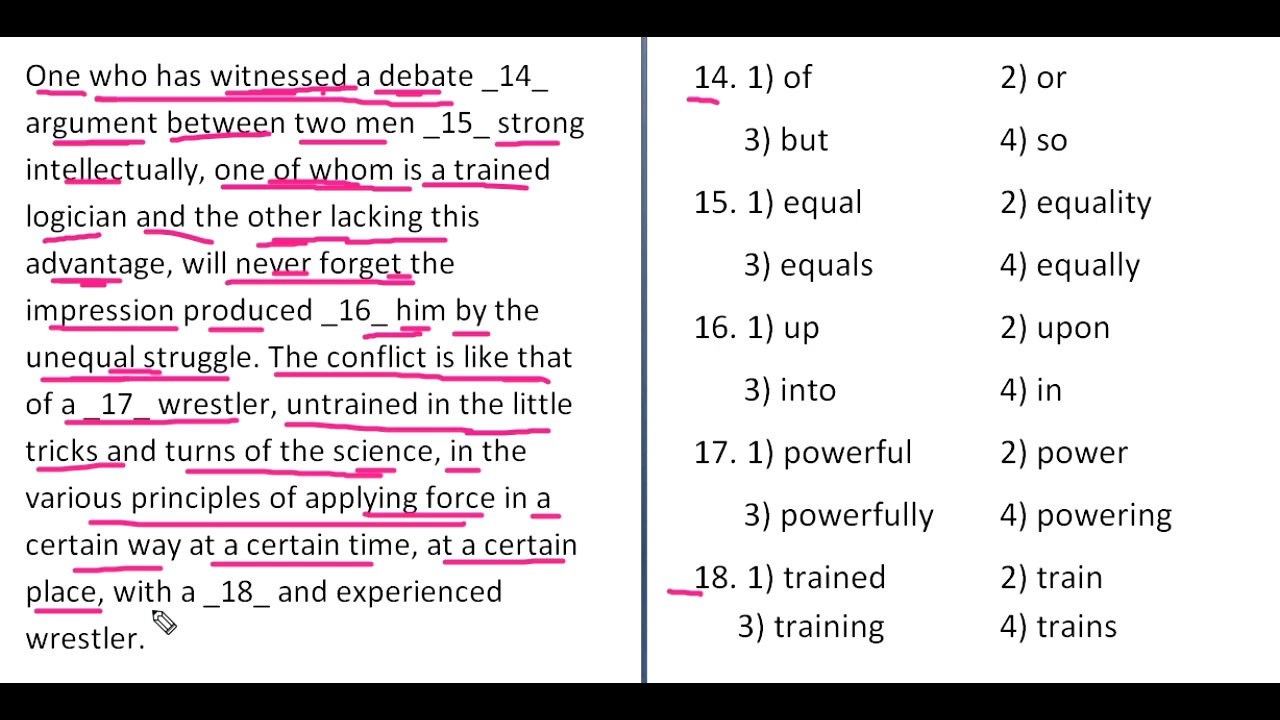 One who has witnessed a debate _14_
argument between two men _15_ strong
intellectually, one of whom is a trained
logician and the other lacking this
advantage, will never forget the
impression produced _16_ him by the
unequal struggle. The conflict is like that
of a _17_ wrestler, untrained in the little
tricks and turns of the science, in the
various principles of applying force in a
certain way at a certain time, at a certain
place, with a _18_ and experienced
wrestler.
14. 1) of 2) or
3) but 4) so
15. 1) equal 2) equality
3) equals 4) equally
16. 1) up 2) upon
3) into 4) in
17. 1) powerful 2) power
3) powerfully 4) powering
18. 1) trained 2) train
3) training 4) trains